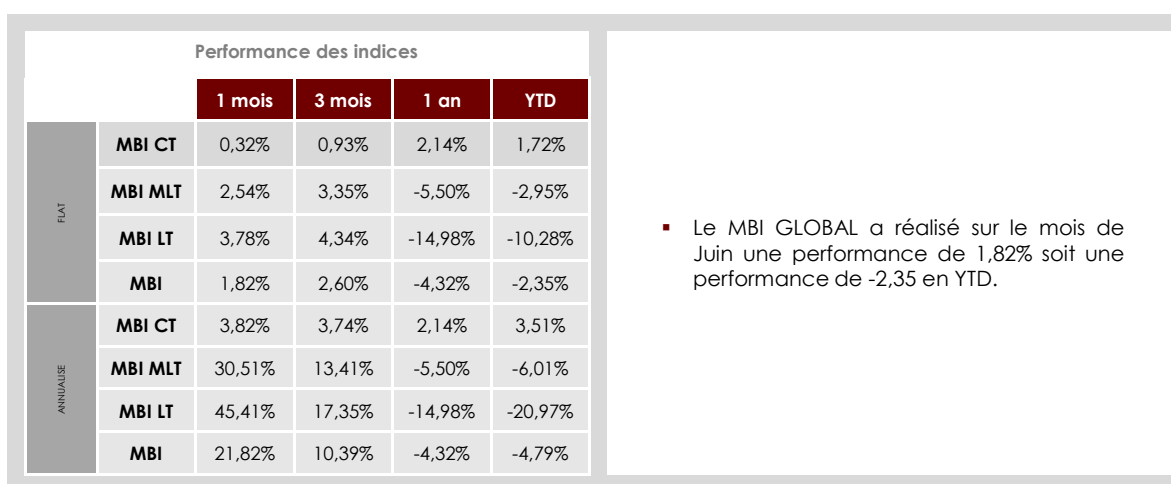 Performance des indices
1 mois 3 mois 1 an YTD
FLAT
MBI CT 0,32% 0,93% 2,14% 1,72%
MBI MLT 2,54% 3,35% -5,50% -2,95%
MBI LT 3,78% 4,34% -14,98% -10,28%
MBI 1,82% 2,60% -4,32% -2,35%
ANNUALISE
MBI CT 3,82% 3,74% 2,14% 3,51%
MBI MLT 30,51% 13,41% -5,50% -6,01%
MBI LT 45,41% 17,35% -14,98% -20,97%
MBI 21,82% 10,39% -4,32% -4,79%
▪ Le MBI GLOBAL a réalisé sur le mois de
Juin une performance de 1,82% soit une
performance de -2,35 en YTD.